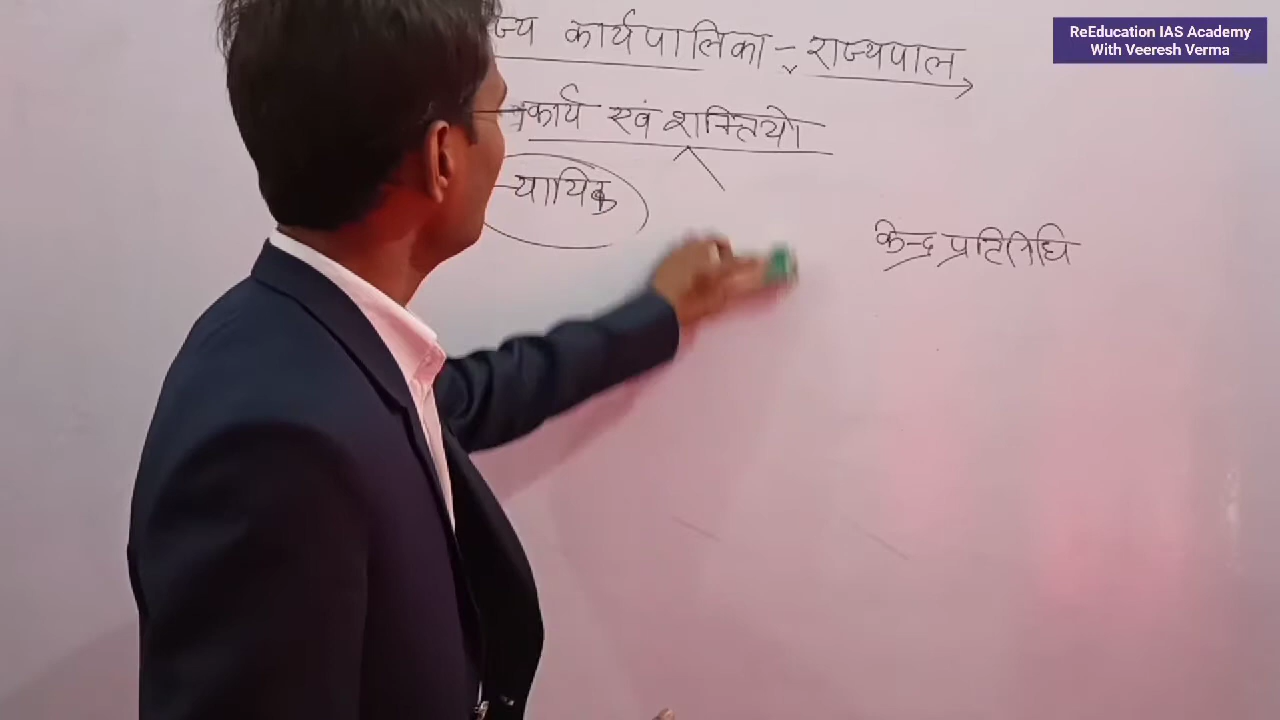 ReEducation IAS Academy
With Veeresh Verma
ज्य कार्यपालिका - राज्यपाल
कार्य एवं शक्तियो
यायिक
केन्द्र प्रतिनिधि